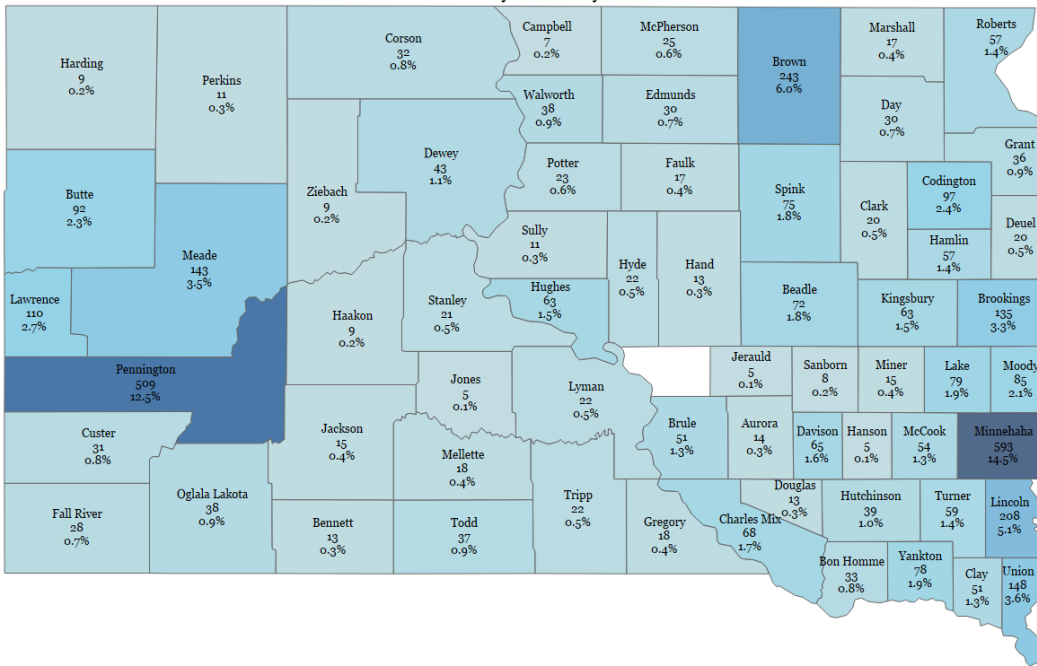 Harding
9
0.2%
Perkins
11
0.3%
Corson
32
0.8%
Campbell
7
0.2%
McPherson
25
0.6%
Brown
243
6.0%
Marshall
17
0.4%
Roberts
57
1.4%
Walworth
38
0.9%
Edmunds
30
0.7%
Day
30
0.7%
Grant
36
0.9%
Butte
92
2.3%
Ziebach
9
0.2%
Dewey
43
1.1%
Potter
23
0.6%
Faulk
17
0.4%
Spink
75
1.8%
Clark
20
0.5%
Codington
97
2.4%
Deuel
20
0.5%
Hamlin
57
1.4%
Meade
143
3.5%
Sully
11
0.3%
Hyde
22
0.5%
Hand
13
0.3%
Lawrence
110
2.7%
Haakon
9
0.2%
Stanley
21
0.5%
Hughes
63
1.5%
Beadle
72
1.8%
Kingsbury
63
1.5%
Brookings
135
3.3%
Pennington
509
12.5%
Jones
5
0.1%
Lyman
22
0.5%
Jerauld
5
0.1%
Sanborn
8
0.2%
Miner
15
0.4%
Lake
79
1.9%
Moody
85
2.1%
Custer
31
0.8%
Jackson
15
0.4%
Mellette
18
0.4%
Brule
51
1.3%
Aurora
14
0.3%
Davison
65
1.6%
Hanson
5
0.1%
McCook
54
1.3%
Minnehaha
593
14.5%
Fall River
28
0.7%
Oglala Lakota
38
0.9%
Bennett
13
0.3%
Todd
37
0.9%
Tripp
22
0.5%
Gregory
18
0.4%
Charles Mix
68
1.7%
Douglas
13
0.3%
Hutchinson
39
1.0%
Turner
59
1.4%
Lincoln
208
5.1%
Bon Homme
33
0.8%
Yankton
78
1.9%
Clay
51
1.3%
Union
148
3.6%